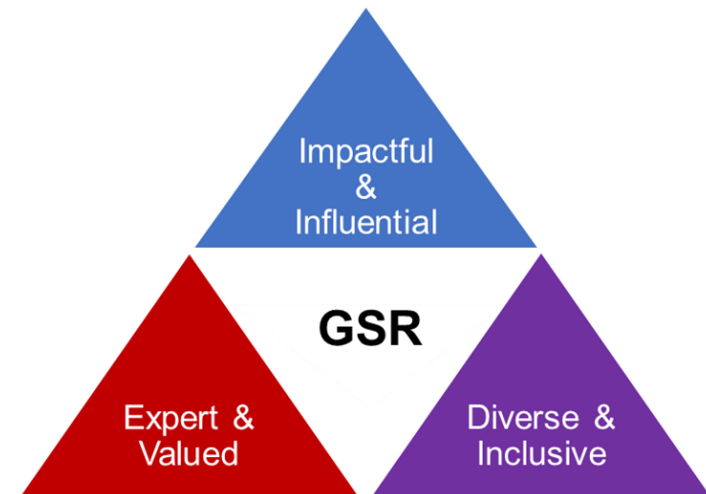 Impactful
&
Influential
GSR
Expert &
Valued
Diverse &
Inclusive